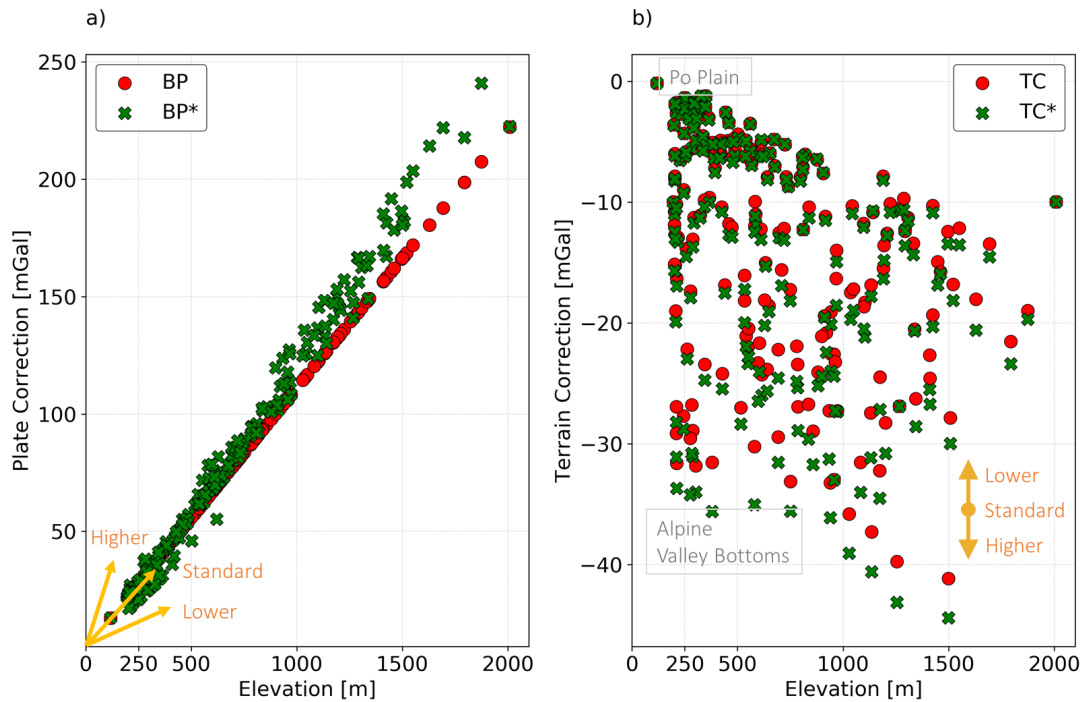 a)
250
200
150
100
50
0
250
500
1000
1500
2000
Plate Correction [mGal]
Elevation [m]
BP
BP*
Higher
Standard
Lower
b)
0
−10
−20
−30
−40
0
250
500
1000
1500
2000
Terrain Correction [mGal]
Elevation [m]
Po Plain
TC
TC*
Lower
Standard
Higher
Alpine
Valley Bottoms